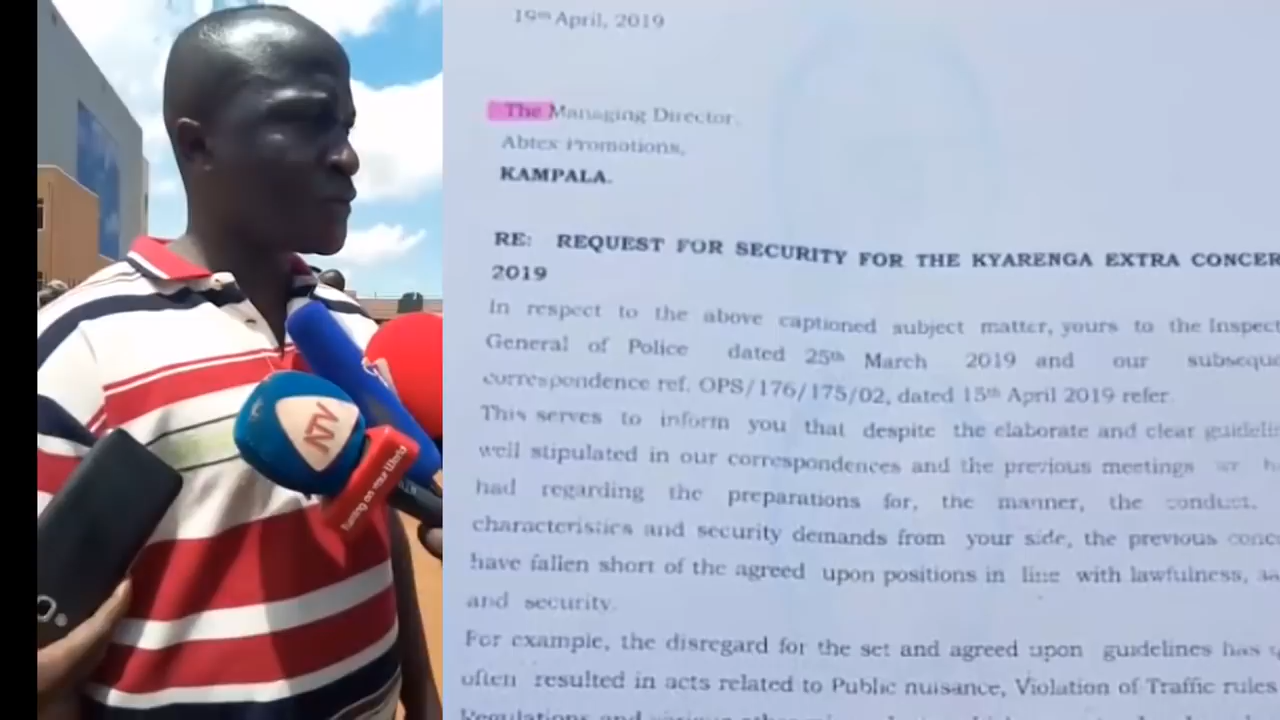 19th April, 2019
The Managing Director,
Abtex Promotions,
KAMPALA.
RE: REQUEST FOR SECURITY FOR THE KYARENGA EXTRA CONCER
2019
In respect to the above captioned subject matter, yours to the Inspect
General of Police dated 25th March 2019 and our subseque
correspondence ref. OPS/176/175/02, dated 15th April 2019 refer.
This serves to inform you that despite the elaborate and clear guidelin
well stipulated in our correspondences and the previous meetings
had regarding the preparations for, the manner, the conduct,
characteristics and security demands from your side, the previous conce
have fallen short of the agreed upon positions in line with lawfulness,
and security.
For example, the disregard for the set and agreed upon guidelines has
often resulted in acts related to Public nuisance, Violation of Traffic rules
Regulations and
NTV
Turning on your World